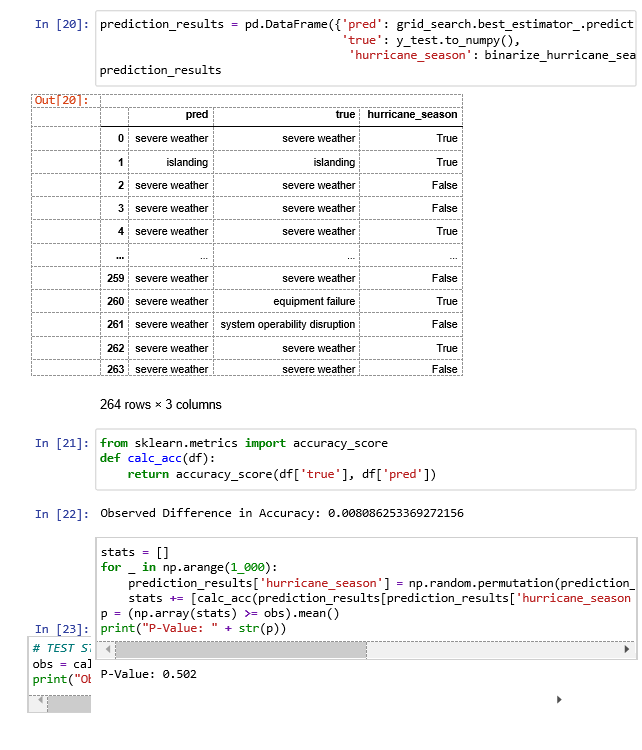 In [20]: prediction_results = pd.DataFrame({'pred': grid_search.best_estimator_.predict
'true': y_test.to_numpy(),
'hurricane_season': binarize_hurricane_sea
prediction_results
Out[20]:
pred true hurricane_season
0 severe weather severe weather True
1 islanding islanding True
2 severe weather severe weather False
3 severe weather severe weather False
4 severe weather severe weather True
... ... ... ...
259 severe weather severe weather False
260 severe weather equipment failure True
261 severe weather system operability disruption False
262 severe weather severe weather True
263 severe weather severe weather False
264 rows × 3 columns
In [21]: from sklearn.metrics import accuracy_score
def calc_acc(df):
return accuracy_score(df['true'], df['pred'])
In [22]: Observed Difference in Accuracy: 0.008086253369272156
stats = []
for _ in np.arange(1_000):
prediction_results['hurricane_season'] = np.random.permutation(prediction_
stats += [calc_acc(prediction_results[prediction_results['hurricane_season
p = (np.array(stats) >= obs).mean()
In [23]: print("P-Value: " + str(p))
# TEST ST
obs = cal
print("Ob
P-Value: 0.502